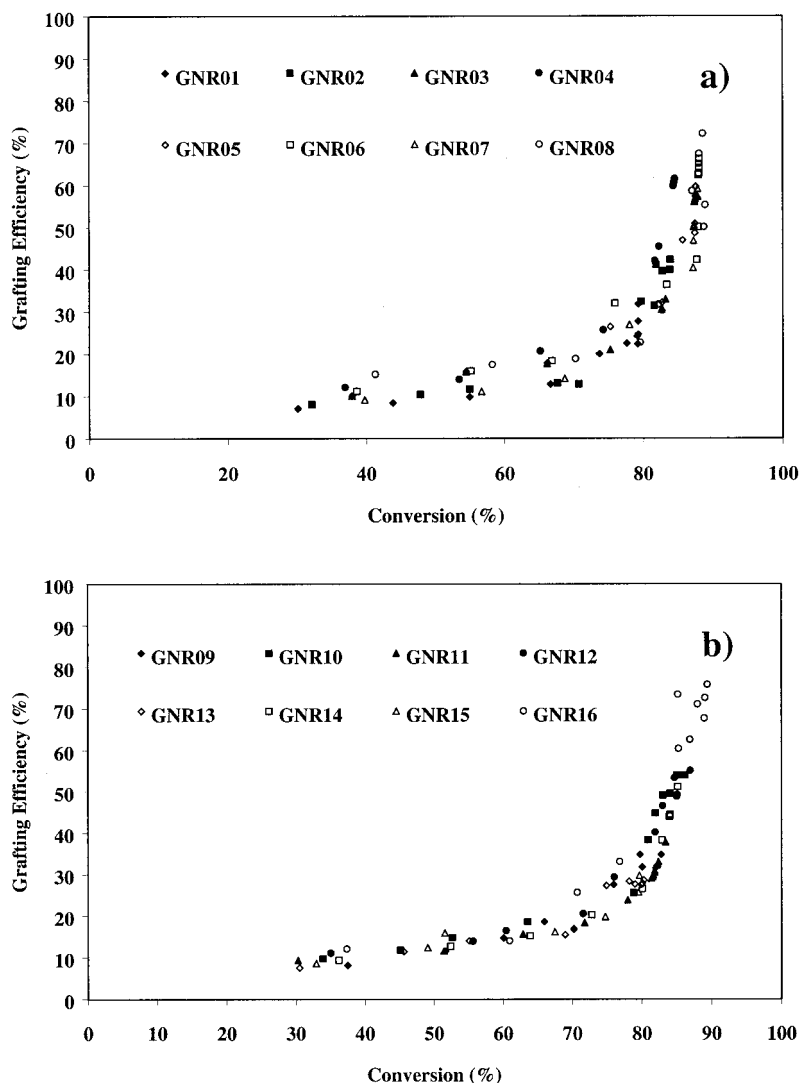 100
90
80
70
60
50
40
30
20
10
0
Grafting Efficiency (%)
GNR01 GNR02 GNR03 GNR04
a)
GNR05 GNR06 GNR07 GNR08
0 20 40 60 80 100
Conversion (%)
100
90
80
70
60
50
40
30
20
10
0
Grafting Efficiency (%)
GNR09 GNR10 GNR11 GNR12
b)
GNR13 GNR14 GNR15 GNR16
0 10 20 30 40 50 60 70 80 90 100
Conversion (%)